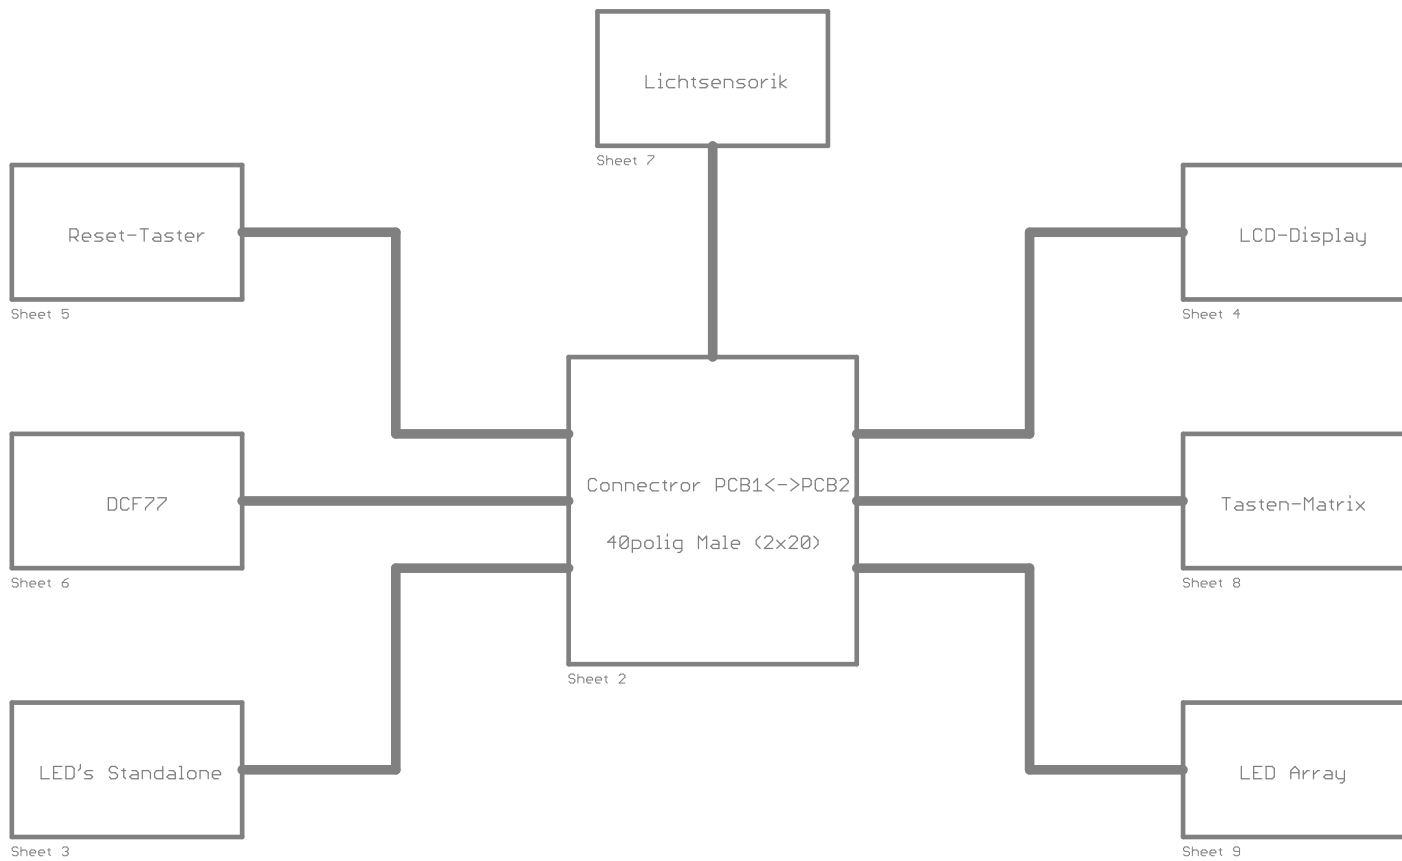 Lichtsensorik
Sheet 7
Reset-Taster
Sheet 5
LCD-Display
Sheet 4
Connectror PCB1<->PCB2
40polig Male (2x20)
Sheet 2
DCF77
Sheet 6
Tasten-Matrix
Sheet 8
LED's Standalone
Sheet 3
LED Array
Sheet 9